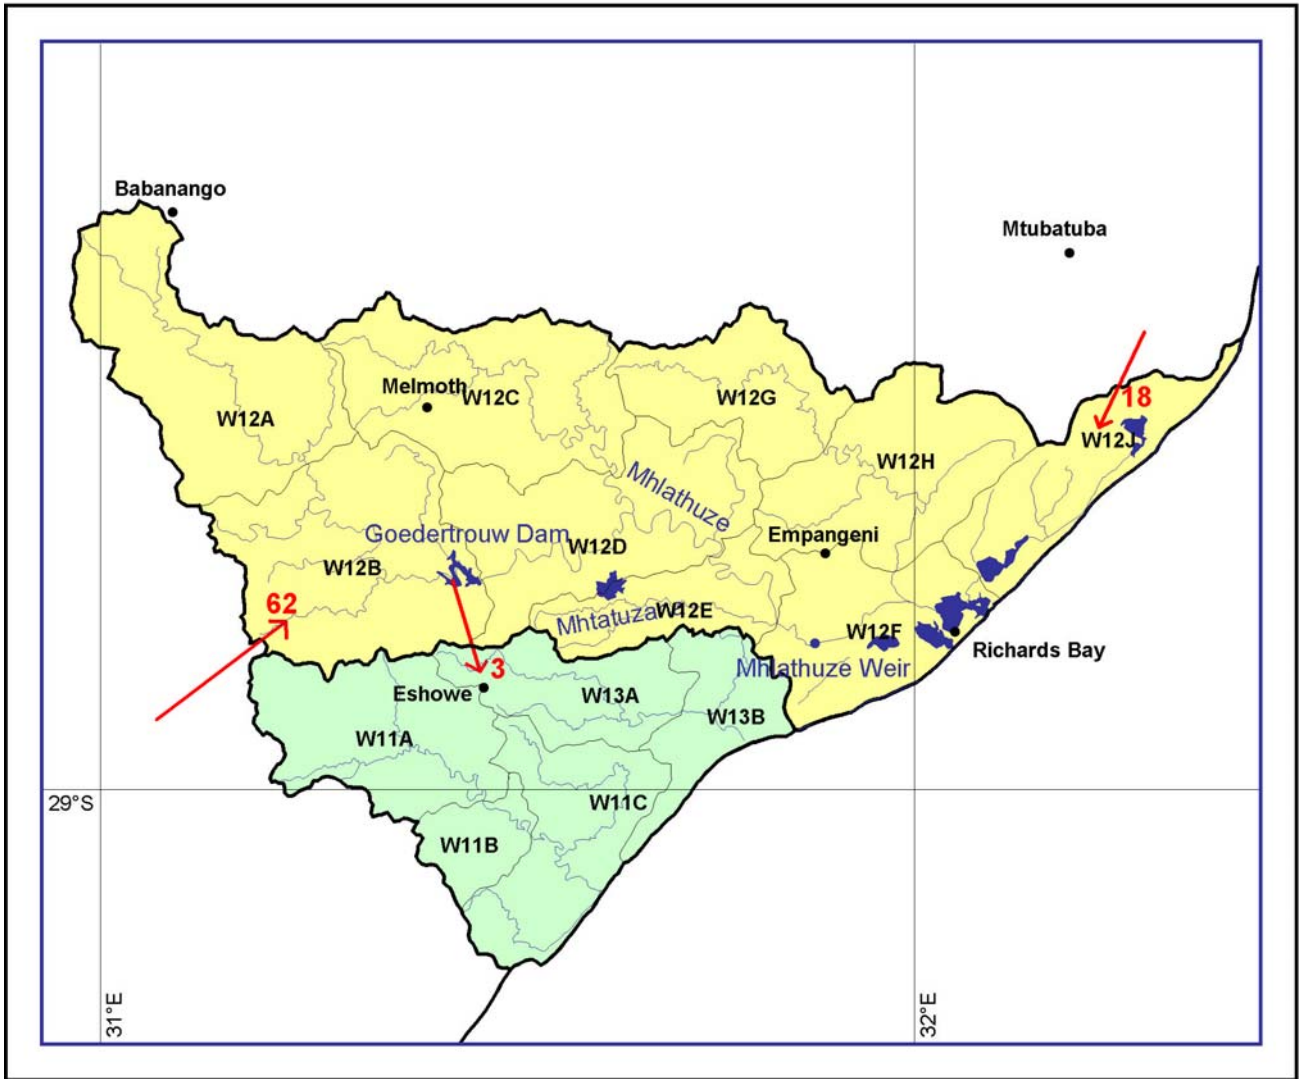 Babanango
Mtubatuba
Melmoth
W12C
W12G
18
W12A
W12J
W12H
Mhlathuze
Goedertrouw Dam
Empangeni
W12D
W12B
62
Mhtatuzana
W12E
W12F
Richards Bay
Mhlathuze Weir
3
Eshowe
W13A
W13B
W11A
29°S
W11C
W11B
31°E
32°E